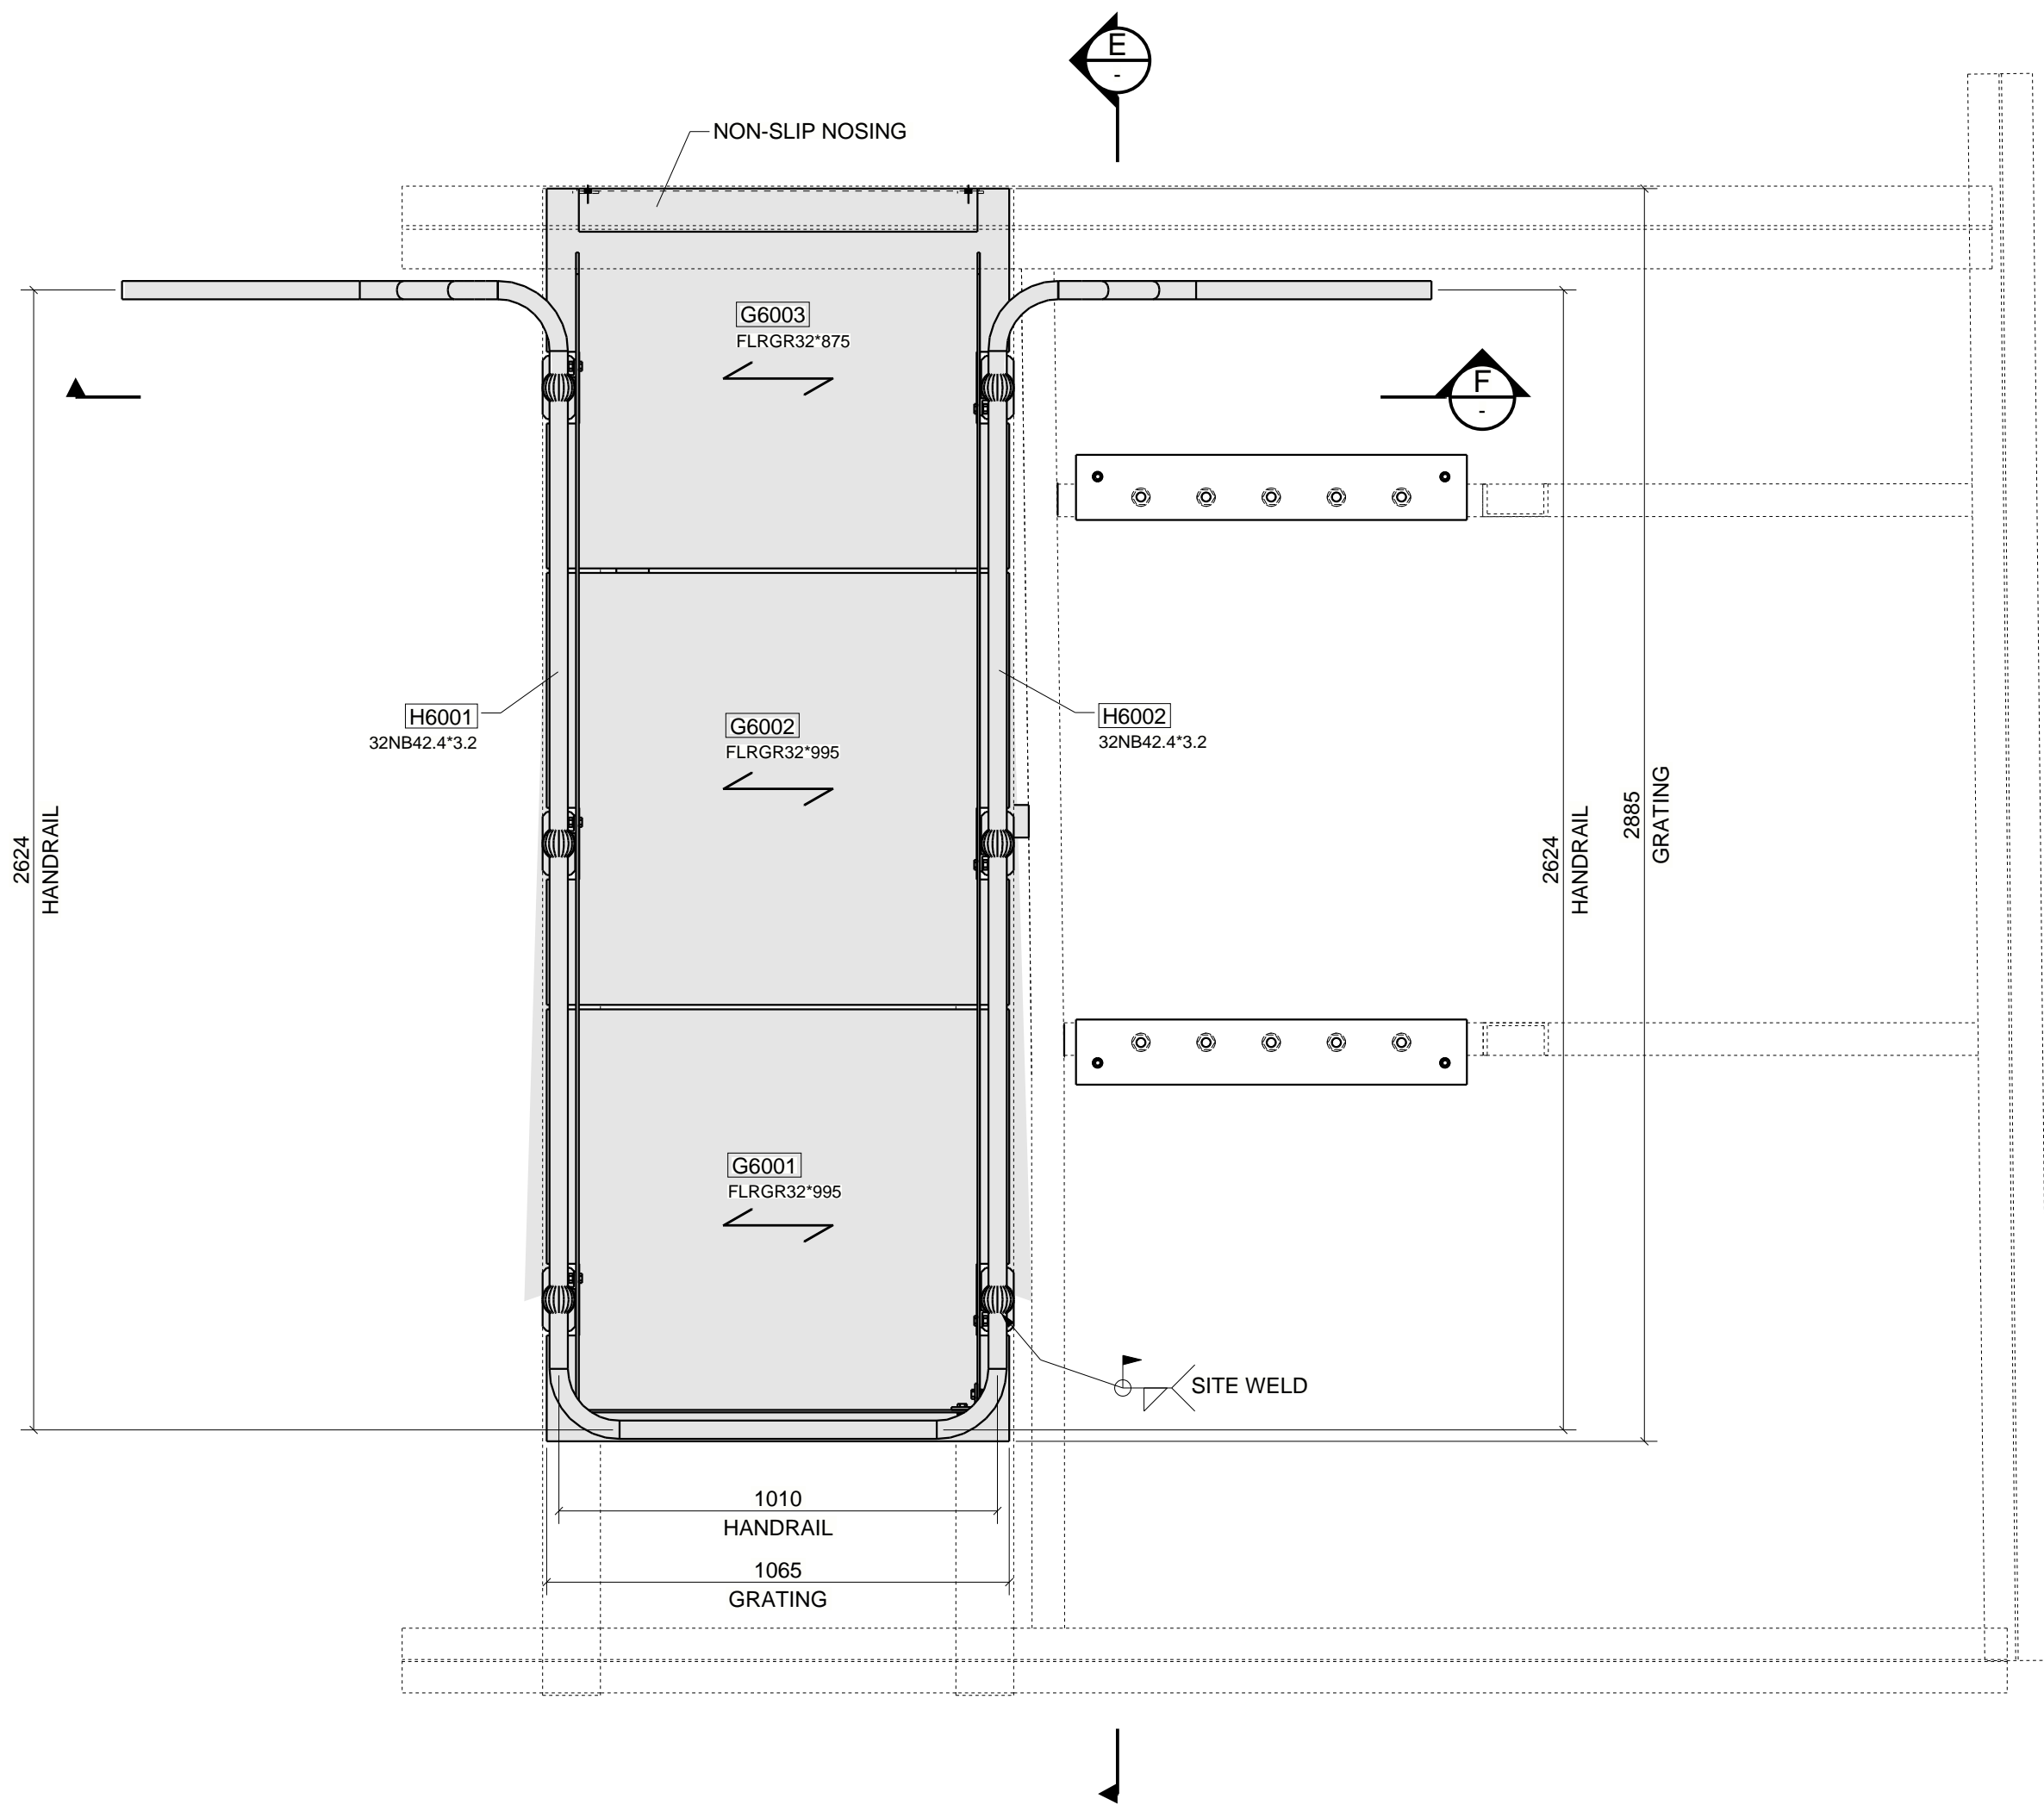 E
-
NON-SLIP NOSING
G6003
FLRGR32*875
F
-
H6001
32NB42.4*3.2
G6002
FLRGR32*995
H6002
32NB42.4*3.2
2624
HANDRAIL
2624
HANDRAIL
2885
GRATING
G6001
FLRGR32*995
SITE WELD
1010
HANDRAIL
1065
GRATING